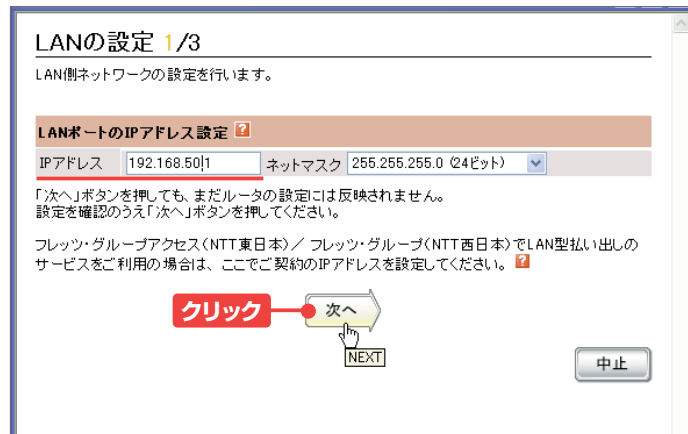 LANの設定 1/3
LAN側ネットワークの設定を行います。
LANポートのIPアドレス設定 ?
IPアドレス 192.168.50.1 ネットマスク 255.255.255.0 (24ビット)
「次へ」ボタンを押しても、まだルータの設定には反映されません。
設定を確認のうえ「次へ」ボタンを押してください。
フレッツ・グループアクセス(NTT東日本)／ フレッツ・グループ(NTT西日本)でLAN型払い出しの
サービスをご利用の場合は、ここでご契約のIPアドレスを設定してください。 ?
クリック 次へ
NEXT
中止